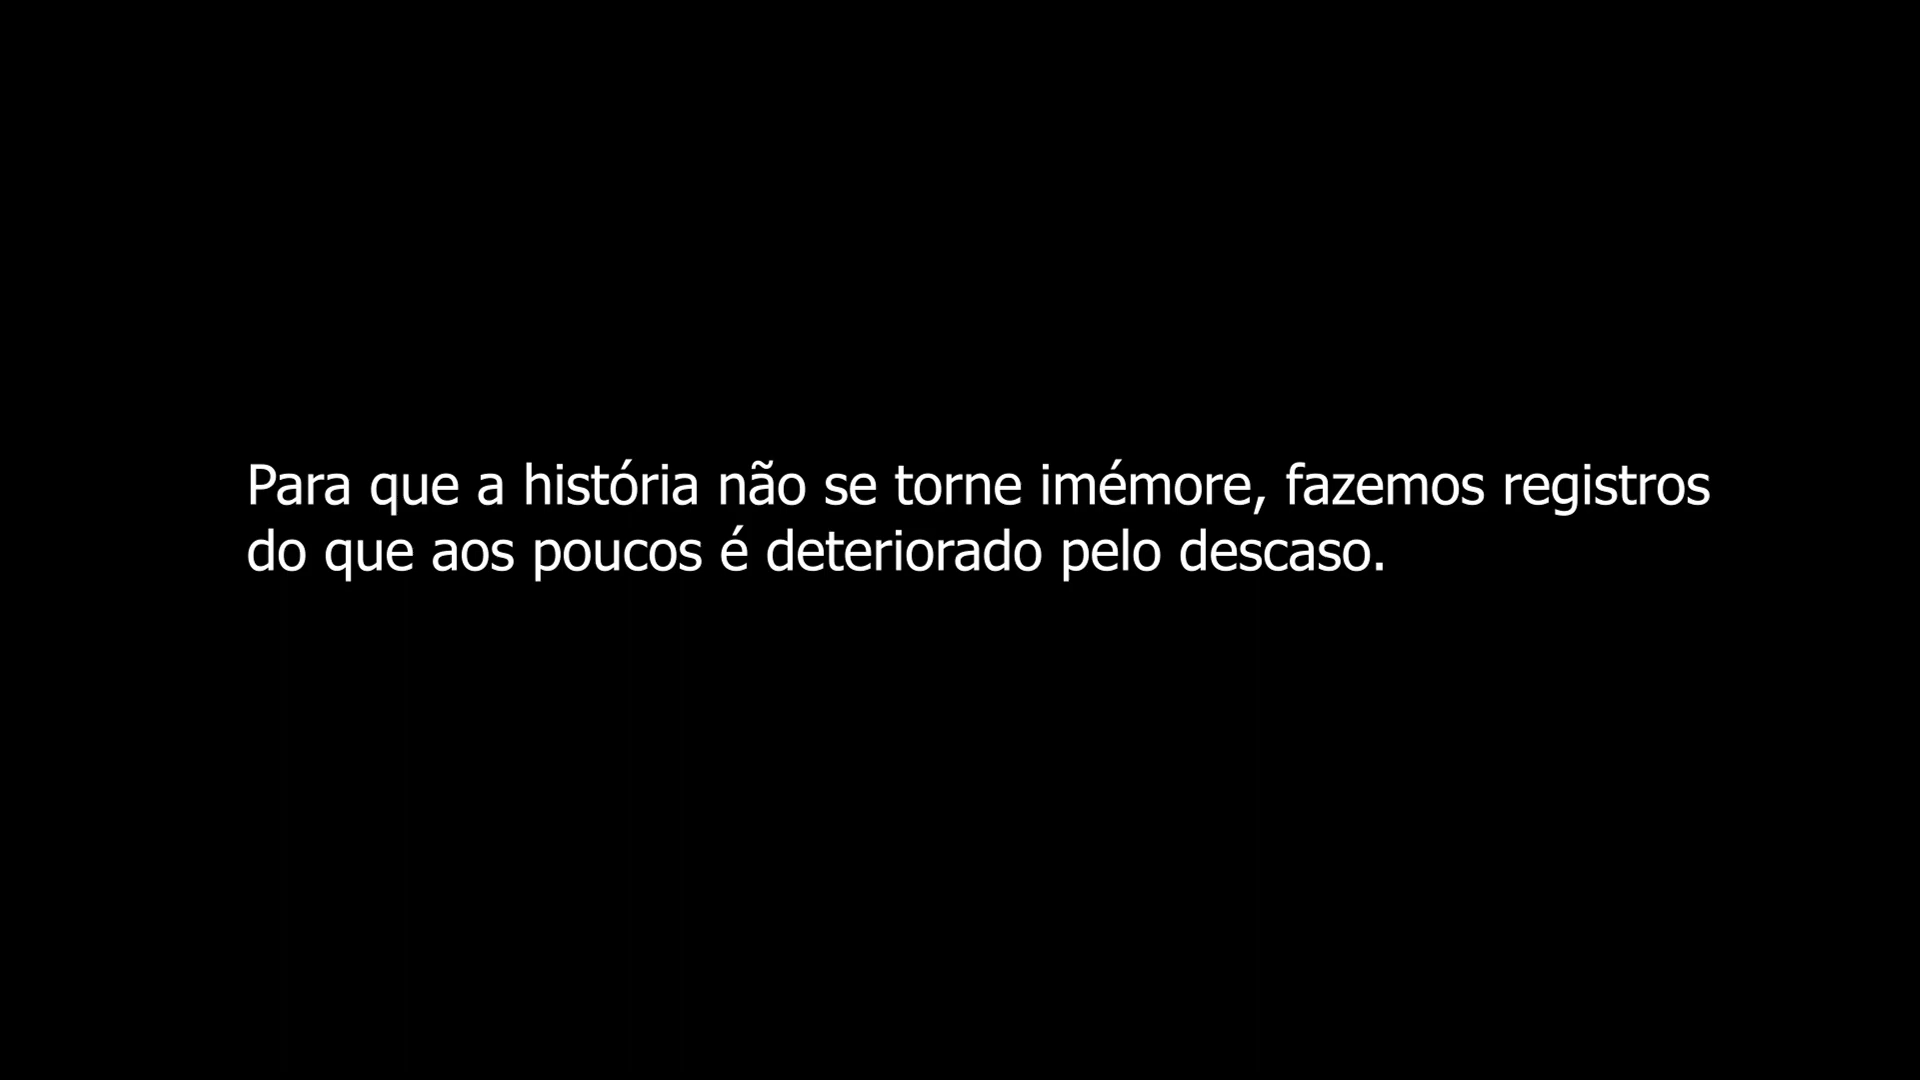 Para que a história não se torne imémore, fazemos registros
do que aos poucos é deteriorado pelo descaso.